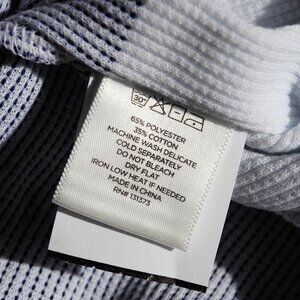 30°
65% POLYESTER
35% COTTON
MACHINE WASH DELICATE
COLD SEPARATELY
DO NOT BLEACH
DRY FLAT
IRON LOW HEAT IF NEEDED
MADE IN CHINA
RN# 131373